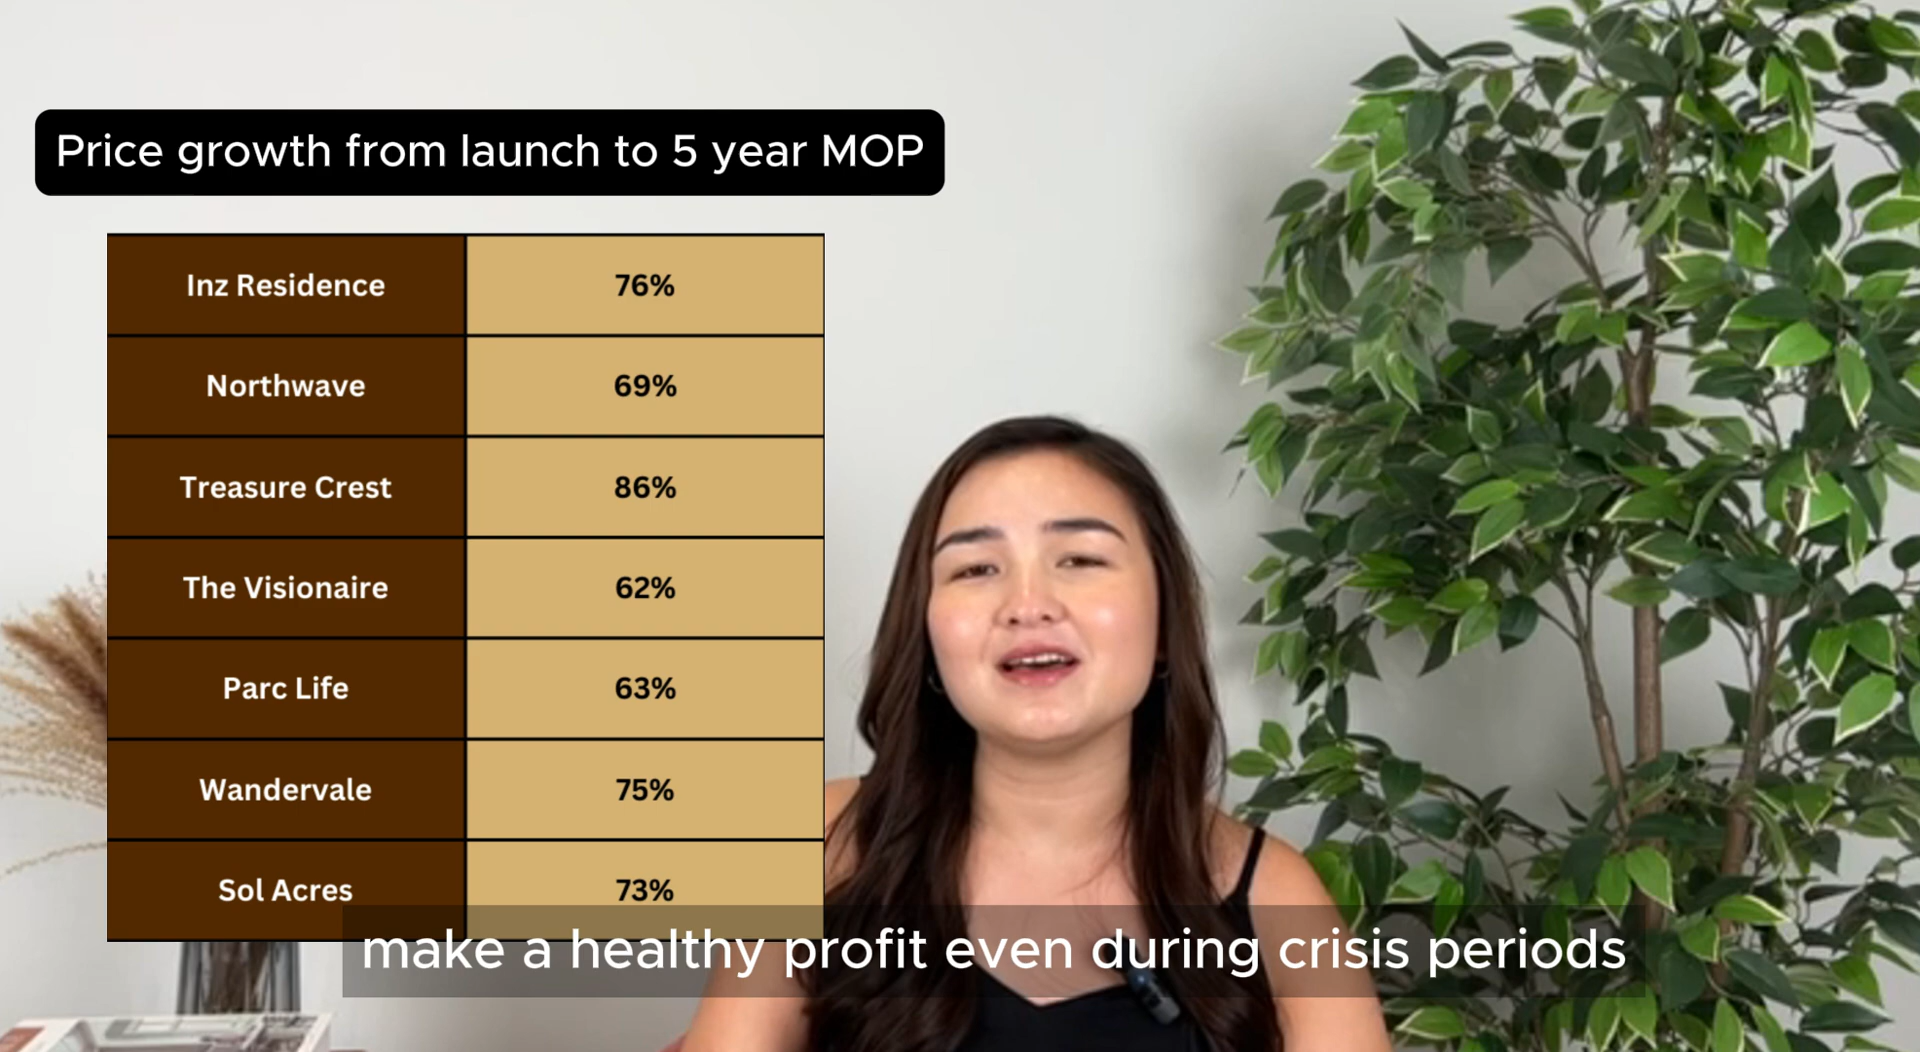 Price growth from launch to 5 year MOP
Inz Residence 76%
Northwave 69%
Treasure Crest 86%
The Visionaire 62%
Parc Life 63%
Wandervale 75%
Sol Acres 73%
make a healthy profit even during crisis periods